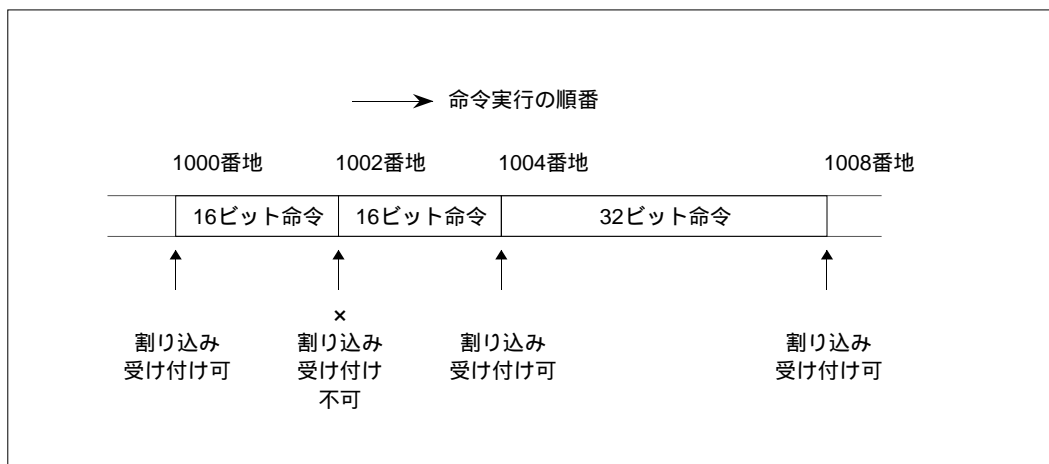 命令実行の順番
1000番地 1002番地 1004番地 1008番地
16ビット命令 16ビット命令 32ビット命令
割り込み
受け付け可
×
割り込み
受け付け
不可
割り込み
受け付け可
割り込み
受け付け可